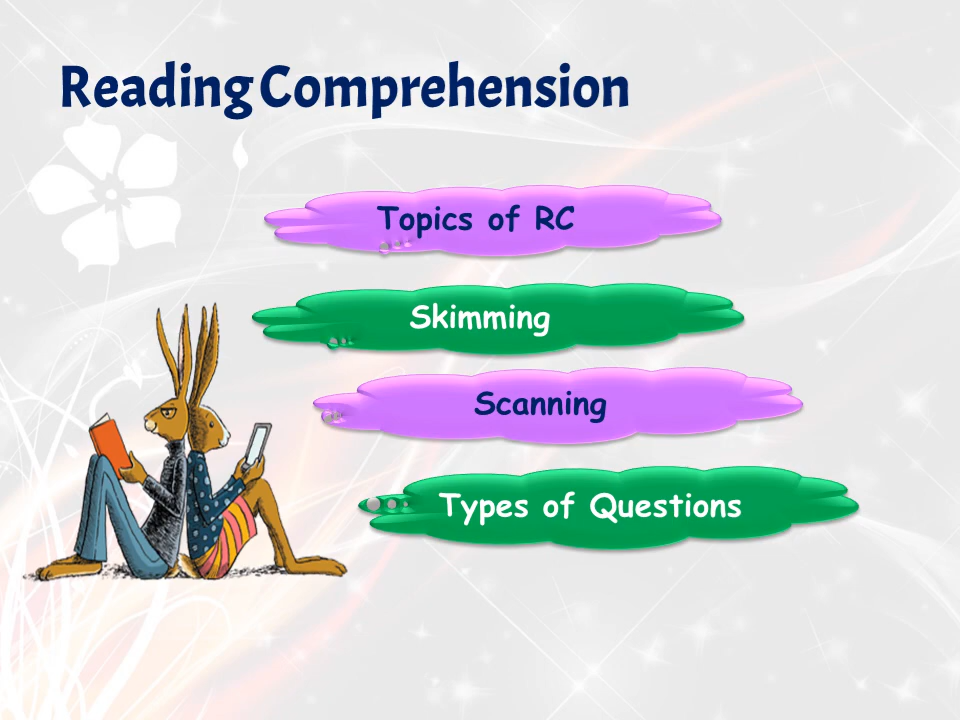 Reading Comprehension
Topics of RC
Skimming
Scanning
Types of Questions